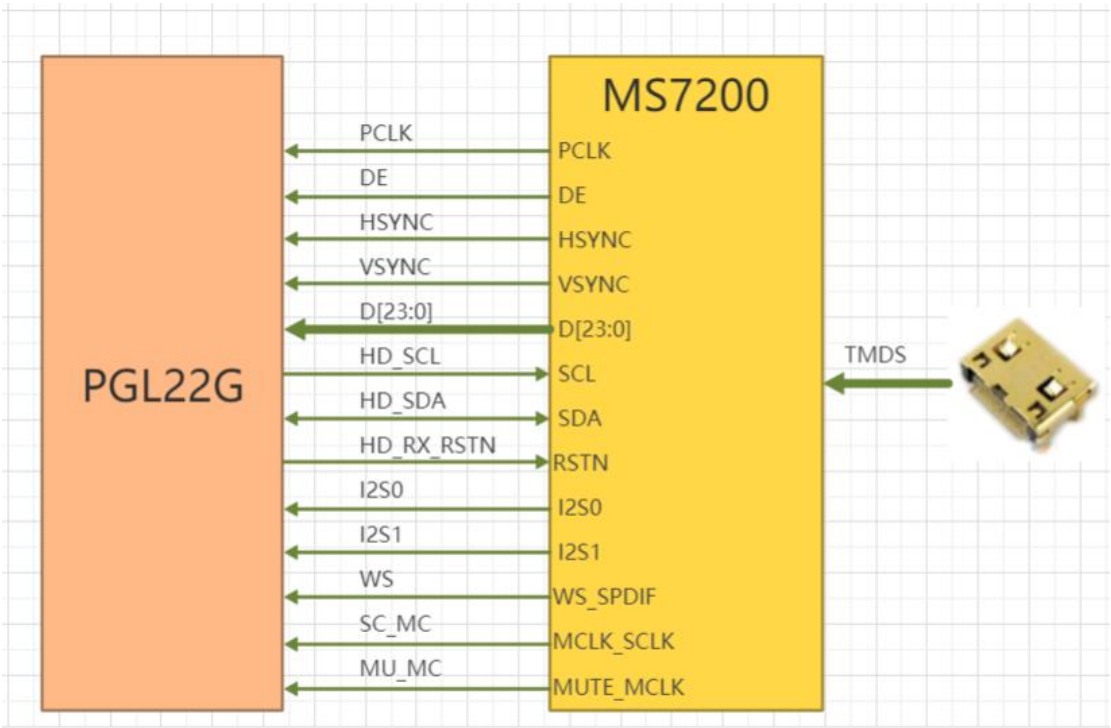 MS7200
PCLK PCLK
DE DE
HSYNC HSYNC
VSYNC VSYNC
D[23:0] D[23:0]
TMDS
HD_SCL SCL
PGL22G
HD_SDA SDA
HD_RX_RSTN RSTN
I2S0 I2S0
I2S1 I2S1
WS WS_SPDIF
SC_MC MCLK_SCLK
MU_MC MUTE_MCLK